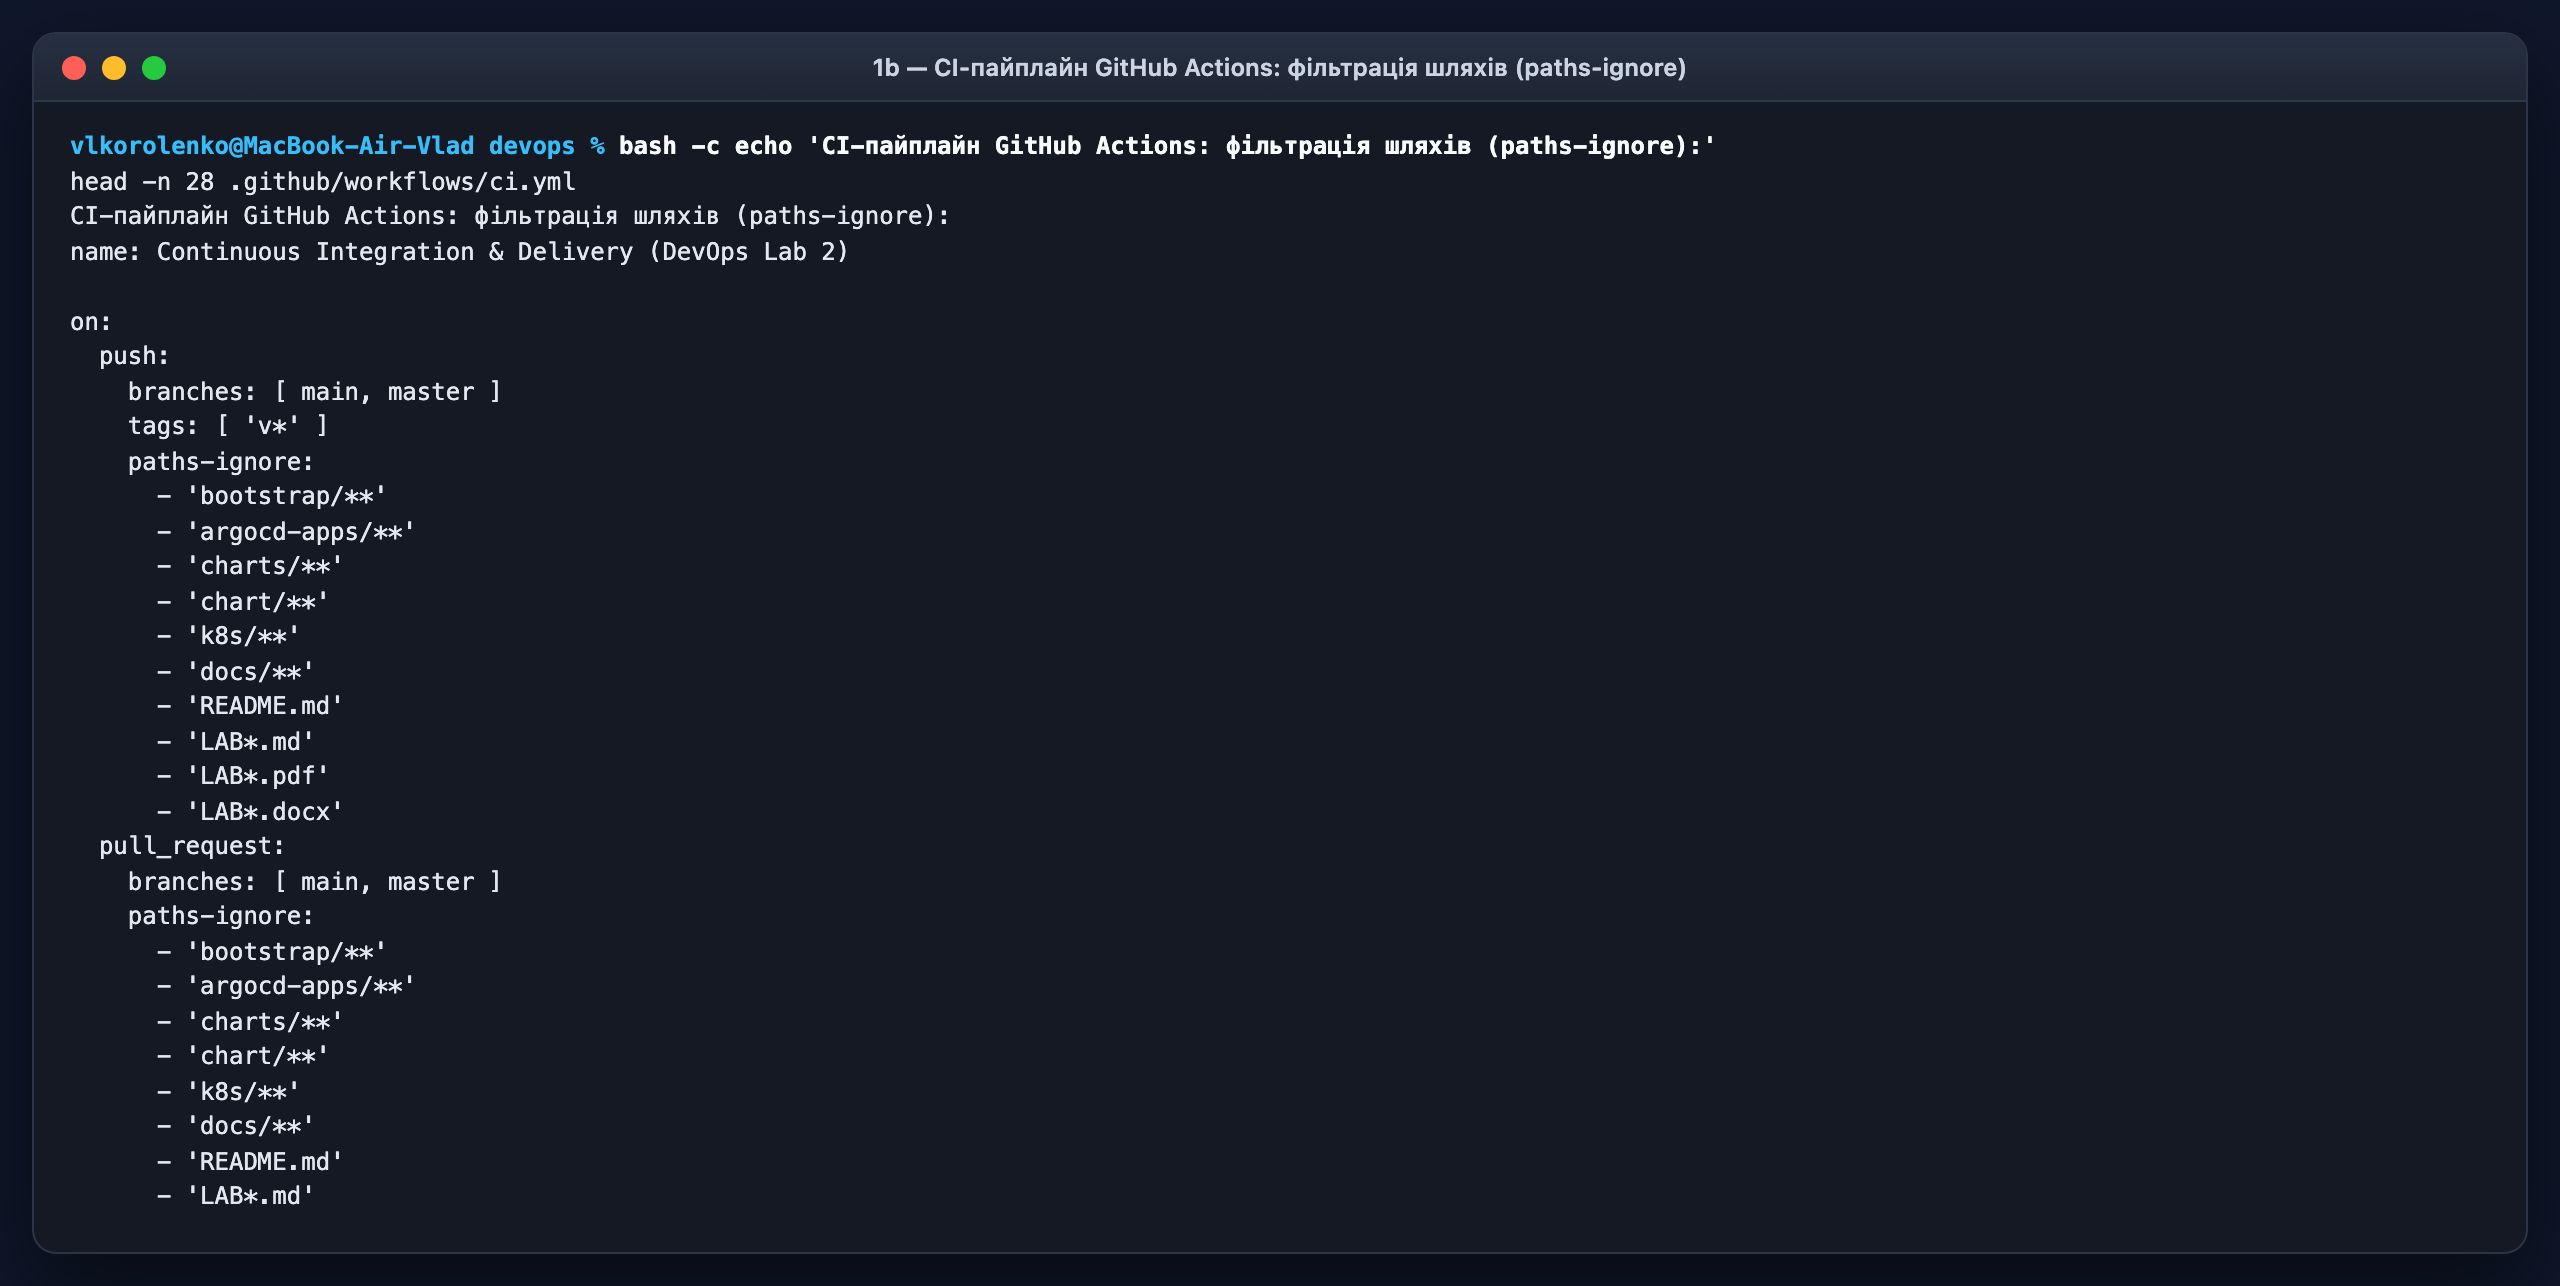 1b — CI-пайплайн GitHub Actions: фільтрація шляхів (paths-ignore)
vlkorolenko@MacBook-Air-Vlad devops % bash -c echo 'CI-пайплайн GitHub Actions: фільтрація шляхів (paths-ignore):'
head -n 28 .github/workflows/ci.yml
CI-пайплайн GitHub Actions: фільтрація шляхів (paths-ignore):
name: Continuous Integration & Delivery (DevOps Lab 2)

on:
  push:
    branches: [ main, master ]
    tags: [ 'v*' ]
    paths-ignore:
      - 'bootstrap/**'
      - 'argocd-apps/**'
      - 'charts/**'
      - 'chart/**'
      - 'k8s/**'
      - 'docs/**'
      - 'README.md'
      - 'LAB*.md'
      - 'LAB*.pdf'
      - 'LAB*.docx'
  pull_request:
    branches: [ main, master ]
    paths-ignore:
      - 'bootstrap/**'
      - 'argocd-apps/**'
      - 'charts/**'
      - 'chart/**'
      - 'k8s/**'
      - 'docs/**'
      - 'README.md'
      - 'LAB*.md'